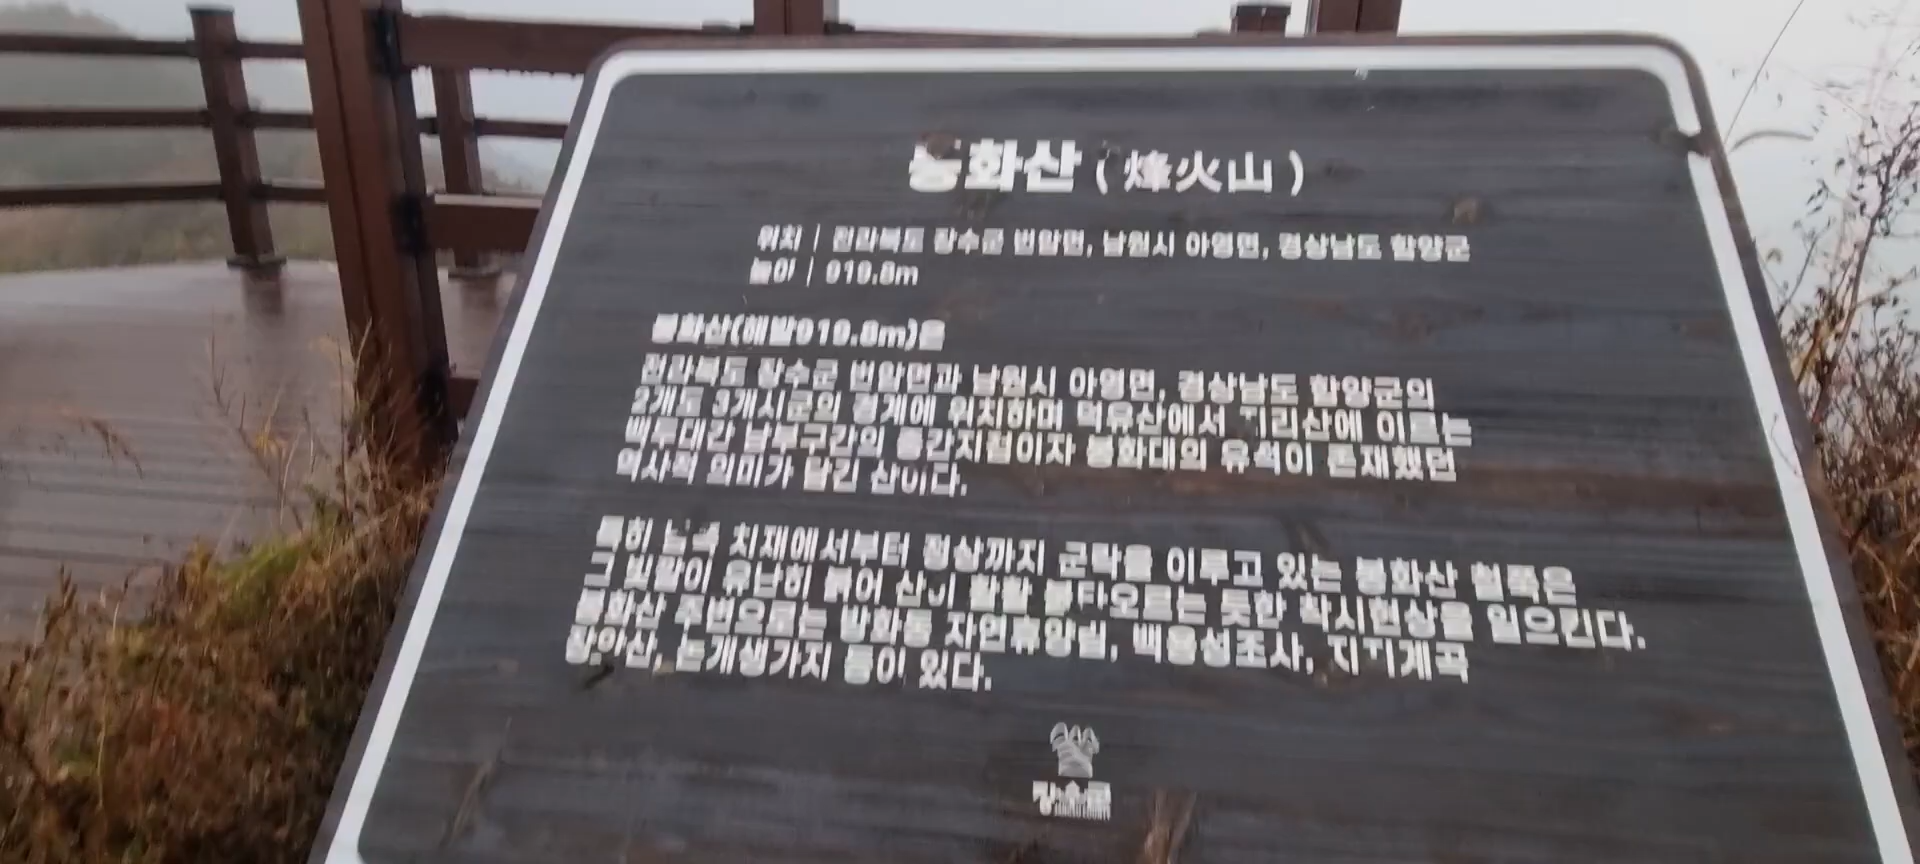 봉화산 ( 烽火山 )
위치 | 전라북도 장수군 번암면, 남원시 아영면, 경상남도 함양군
높이 | 919.8m
봉화산(해발919.8m)은
전라북도 장수군 번암면과 남원시 아영면, 경상남도 함양군의
2개도 3개시군의 경계에 위치하며 덕유산에서 지리산에 이르는
백두대간 남부구간의 중간지점이자 봉화대의 유적이 존재했던
역사적 의미가 남긴 산이다.
특히 남쪽 치재에서부터 정상까지 군락을 이루고 있는 봉화산 철쭉은
그 빛깔이 유난히 붉어 산이 활활 불타오르는 듯한 착시현상을 일으킨다.
봉화산 주변으로는 방화동 자연휴양림, 백용성조사, 지지계곡
장안산, 논개생가지 등이 있다.
장수군